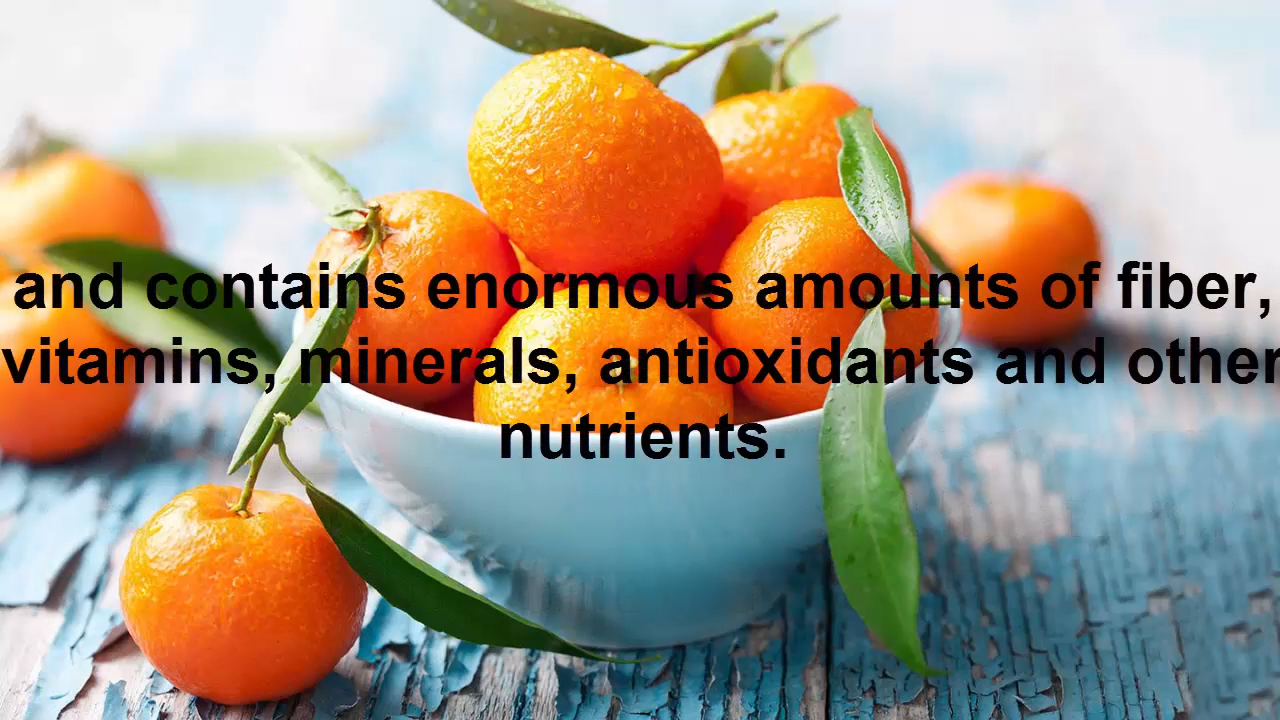 and contains enormous amounts of fiber,
vitamins, minerals, antioxidants and other
nutrients.